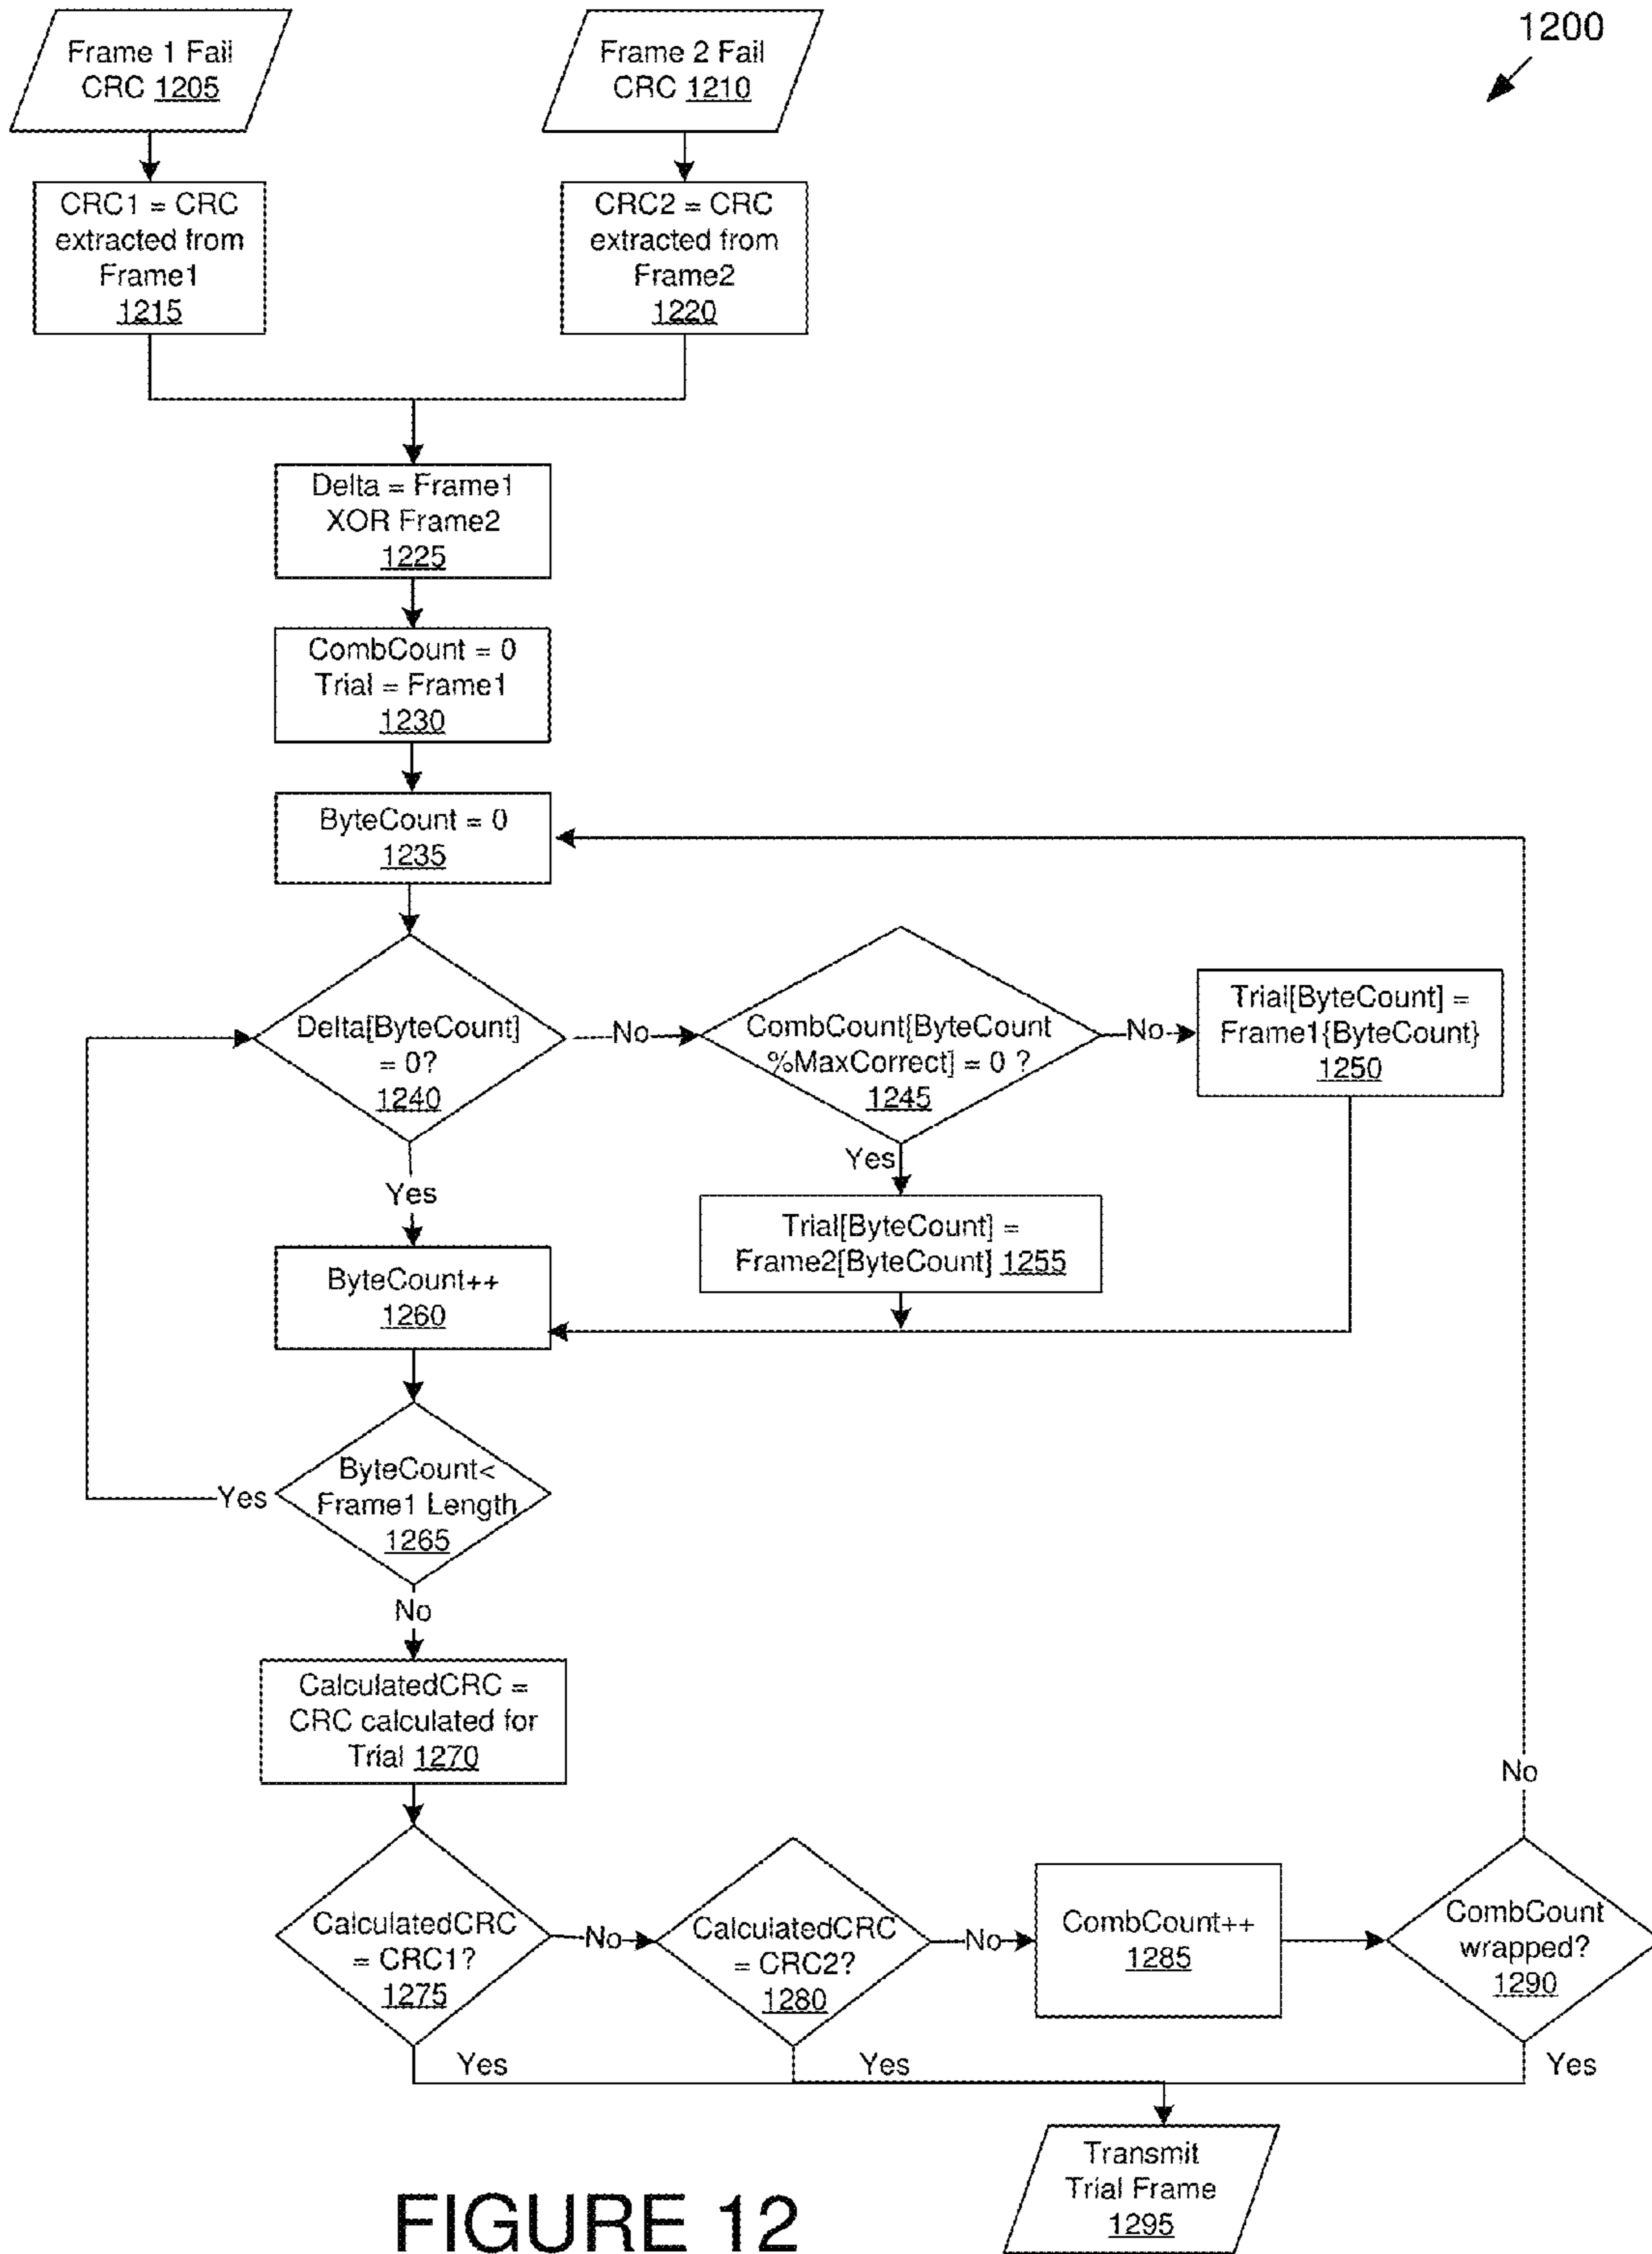 1200
Frame 1 Fail
CRC 1205
Frame 2 Fail
CRC 1210
CRC1 = CRC
extracted from
Frame1
1215
CRC2 = CRC
extracted from
Frame2
1220
Delta = Frame1
XOR Frame2
1225
CombCount = 0
Trial = Frame1
1230
ByteCount = 0
1235
Delta[ByteCount]
= 0?
1240
No
CombCount[ByteCount
%MaxCorrect] = 0 ?
1245
No
Trial[ByteCount] =
Frame1{ByteCount}
1250
Yes
Yes
Trial[ByteCount] =
Frame2[ByteCount] 1255
ByteCount++
1260
ByteCount<
Frame1 Length
1265
Yes
No
CalculatedCRC =
CRC calculated for
Trial 1270
CalculatedCRC
= CRC1?
1275
No
CalculatedCRC
= CRC2?
1280
No
CombCount++
1285
CombCount
wrapped?
1290
No
Yes
Yes
Yes
Transmit
Trial Frame
1295
FIGURE 12